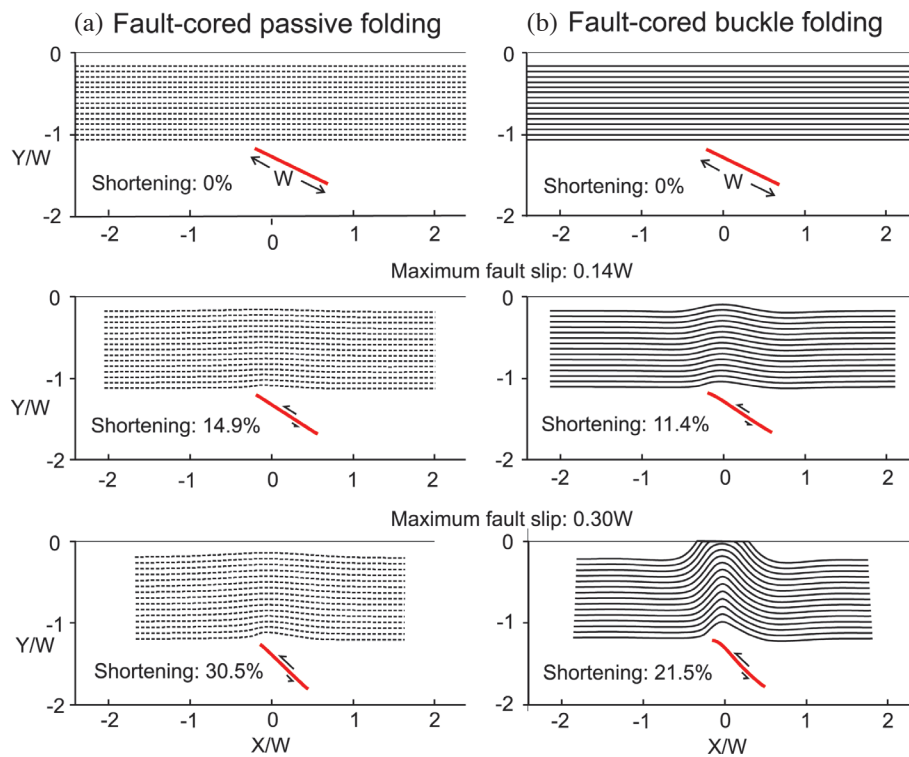 (a) Fault-cored passive folding
(b) Fault-cored buckle folding
0
-1
-2
Y/W
W
Shortening: 0%
-2
-1
0
1
2
0
-1
-2
Y/W
W
Shortening: 0%
-2
-1
0
1
2
Maximum fault slip: 0.14W
0
-1
-2
Y/W
Shortening: 14.9%
-2
-1
0
1
2
0
-1
-2
Y/W
Shortening: 11.4%
-2
-1
0
1
2
Maximum fault slip: 0.30W
0
-1
-2
Y/W
Shortening: 30.5%
-2
-1
0
1
2
X/W
0
-1
-2
Y/W
Shortening: 21.5%
-2
-1
0
1
2
X/W